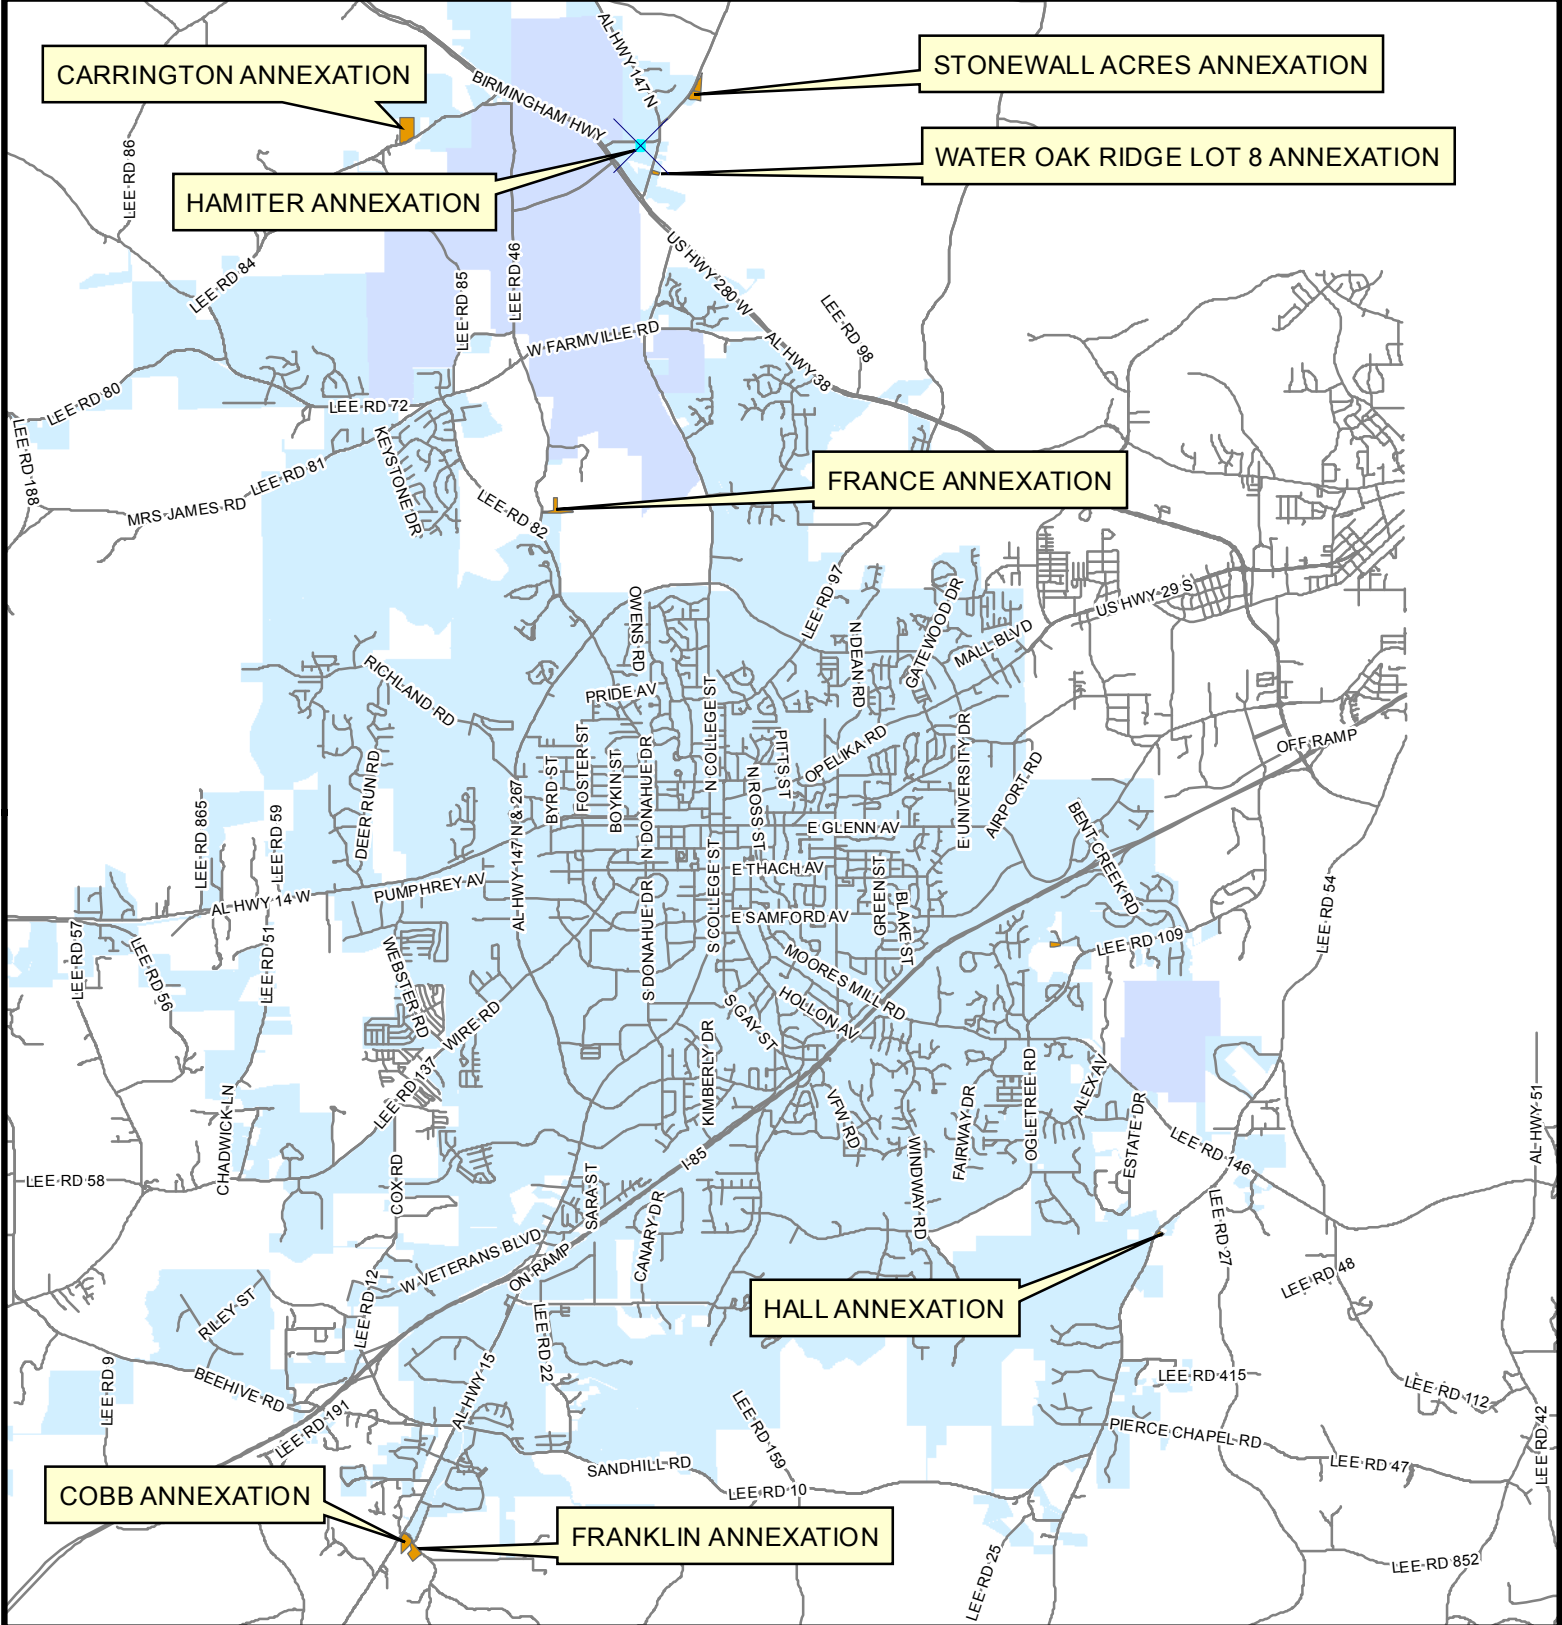 CARRINGTON ANNEXATION
STONEWALL ACRES ANNEXATION
AL HWY 147 N
BIRMINGHAM HWY
WATER OAK RIDGE LOT 8 ANNEXATION
LEE RD 86
HAMITER ANNEXATION
LEE RD 84
LEE RD 85
LEE RD 46
US HWY 280 W
LEE RD 98
W FARMVILLE RD
AL HWY 38
LEE RD 80
LEE RD 72
LEE RD 188
KEYSTONE DR
LEE RD 81
MRS JAMES RD
LEE RD 82
FRANCE ANNEXATION
LEE RD 97
OWENS RD
N DEAN RD
GATEWOOD DR
US HWY 29 S
MALL BLVD
RICHLAND RD
PRIDE AV
N COLLEGE ST
OPELIKA RD
PITTS ST
E UNIVERSITY DR
AIRPORT RD
OFF RAMP
DEER RUN RD
AL HWY 147 N & 267
BYRD ST
FOSTER ST
BOYKIN ST
N DONAHUE DR
N ROSS ST
E GLENN AV
BENT CREEK RD
LEE RD 865
LEE RD 59
E THACH AV
GREEN ST
BLAKE ST
AL HWY 14 W
PUMPHREY AV
S DONAHUE DR
S COLLEGE ST
E SAMFORD AV
LEE RD 54
LEE RD 57
LEE RD 56
LEE RD 51
WEBSTER RD
LEE RD 109
MOORES MILL RD
HOLLON AV
S GAY ST
WIRE RD
LEE RD 137
KIMBERLY DR
VFW RD
OGLETREE RD
ALEX AV
AL HWY 51
CHADWICK LN
FAIRWAY DR
ESTATE DR
LEE RD 146
I-85
LEE RD 58
COX RD
SARA ST
CANARY DR
WINDWAY RD
LEE RD 27
W VETERANS BLVD
ON RAMP
LEE RD 12
RILEY ST
LEE RD 48
HALL ANNEXATION
LEE RD 22
LEE RD 9
BEEHIVE RD
AL HWY 15
LEE RD 415
LEE RD 112
LEE RD 191
LEE RD 159
PIERCE CHAPEL RD
LEE RD 42
SANDHILL RD
LEE RD 47
LEE RD 10
COBB ANNEXATION
FRANKLIN ANNEXATION
LEE RD 25
LEE RD 852